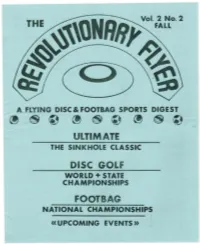 THE
Vol. 2 No. 2
FALL
REVOLUTIONARY FLYER
A FLYING DISC & FOOTBAG SPORTS DIGEST
ULTIMATE
THE SINKHOLE CLASSIC
DISC GOLF
WORLD + STATE
CHAMPIONSHIPS
FOOTBAG
NATIONAL CHAMPIONSHIPS
«UPCOMING EVENTS»